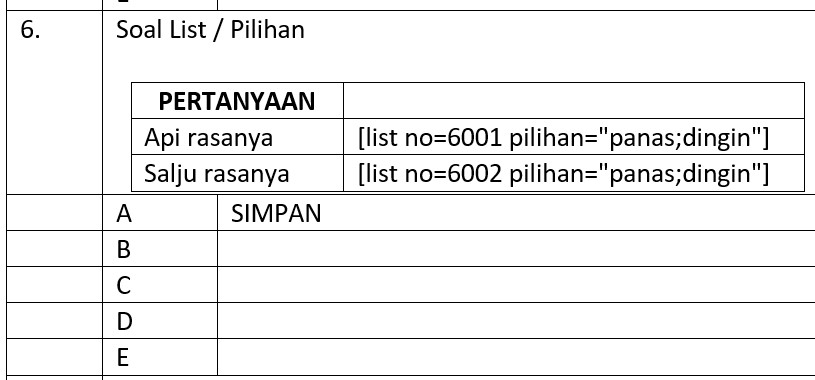 6. Soal List / Pilihan
PERTANYAAN
Api rasanya [list no=6001 pilihan="panas;dingin"]
Salju rasanya [list no=6002 pilihan="panas;dingin"]
A SIMPAN
B
C
D
E